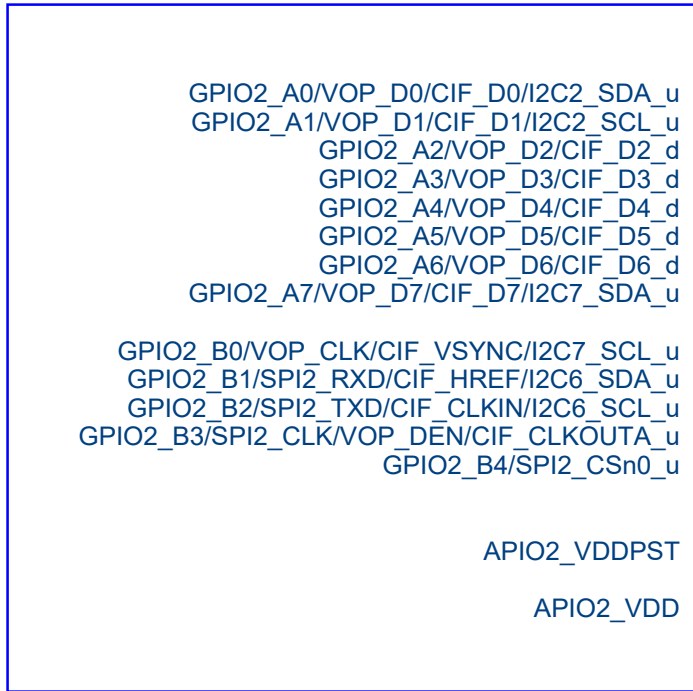 GPIO2_A0/VOP_D0/CIF_D0/I2C2_SDA_u
GPIO2_A1/VOP_D1/CIF_D1/I2C2_SCL_u
GPIO2_A2/VOP_D2/CIF_D2_d
GPIO2_A3/VOP_D3/CIF_D3_d
GPIO2_A4/VOP_D4/CIF_D4_d
GPIO2_A5/VOP_D5/CIF_D5_d
GPIO2_A6/VOP_D6/CIF_D6_d
GPIO2_A7/VOP_D7/CIF_D7/I2C7_SDA_u
GPIO2_B0/VOP_CLK/CIF_VSYNC/I2C7_SCL_u
GPIO2_B1/SPI2_RXD/CIF_HREF/I2C6_SDA_u
GPIO2_B2/SPI2_TXD/CIF_CLKIN/I2C6_SCL_u
GPIO2_B3/SPI2_CLK/VOP_DEN/CIF_CLKOUTA_u
GPIO2_B4/SPI2_CSn0_u
APIO2_VDDPST
APIO2_VDD